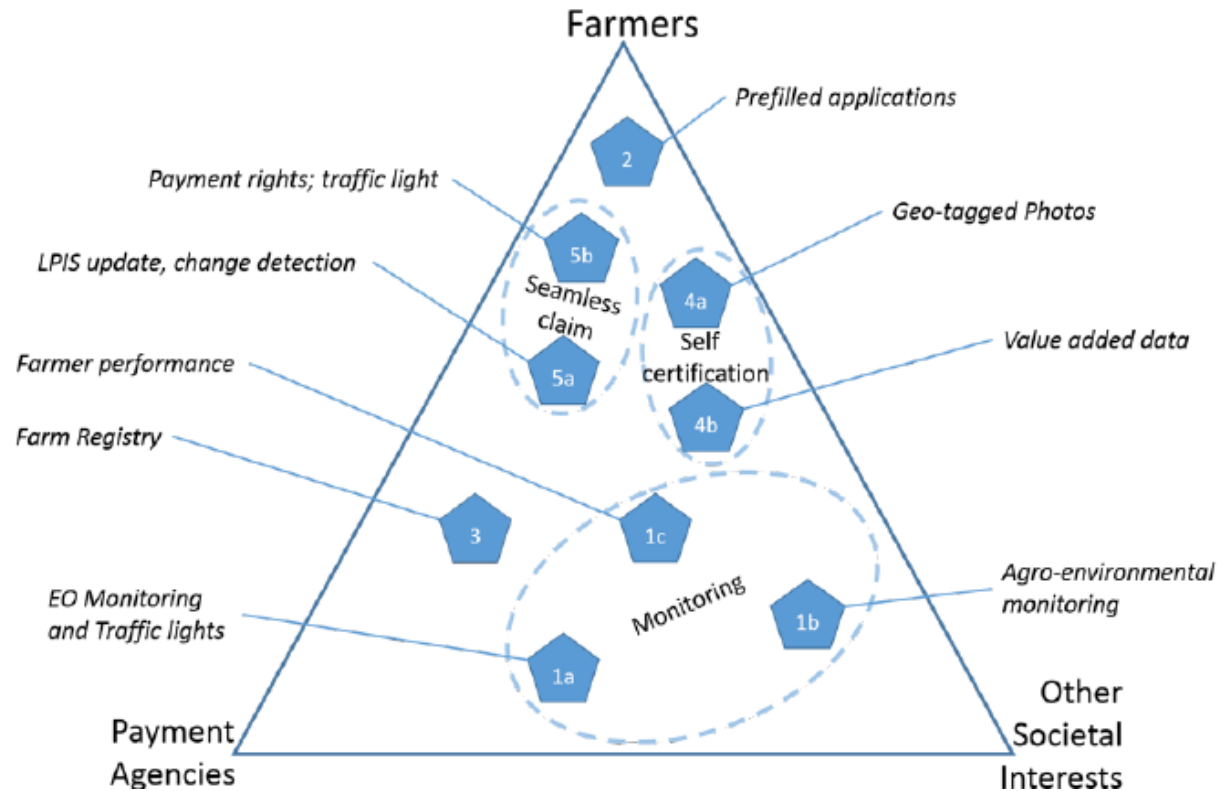 Farmers
Prefilled applications
2
Payment rights; traffic light
Geo-tagged Photos
5b
LPIS update, change detection
4a
Seamless
claim
Self
certification
Value added data
Farmer performance
5a
4b
Farm Registry
3
1c
Agro-environmental
monitoring
EO Monitoring
and Traffic lights
Monitoring
1b
1a
Payment
Agencies
Other
Societal
Interests